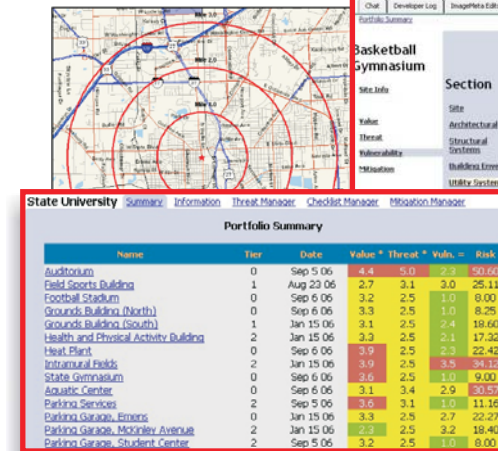 Mile 3.0
Mile 2.0
Mile 1.0
Chat Developer Log ImageMeta Edit
Portfolio Summary
Basketball
Gymnasium
Site Info
Value
Threat
Vulnerability
Mitigation
Section
Site
Architectural
Structural
Systems
Building Enve
Utility System
State University Summary Information Threat Manager Checklist Manager Mitigation Manager
Portfolio Summary
Name Tier Date Value * Threat * Vuln. = Risk
Auditorium 0 Sep 5 06 4.4 5.0 2.3 50.60
Field Sports Building 1 Aug 23 06 2.7 3.1 3.0 25.11
Football Stadium 0 Sep 6 06 3.2 2.5 1.0 8.00
Grounds Building (North) 0 Sep 6 06 3.3 2.5 1.0 8.25
Grounds Building (South) 1 Jan 15 06 3.1 2.5 2.4 18.60
Health and Physical Activity Building 2 Jan 15 06 3.3 2.5 2.1 17.32
Heat Plant 0 Sep 6 06 3.9 2.5 2.3 22.42
Intramural Fields 2 Jan 15 06 3.9 2.5 3.5 34.12
State Gymnasium 0 Sep 6 06 3.6 2.5 1.0 9.00
Aquatic Center 0 Sep 6 06 3.1 3.4 2.9 30.57
Parking Services 2 Sep 5 06 3.6 3.1 1.0 11.16
Parking Garage, Emens 0 Jan 15 06 3.3 2.5 2.7 22.27
Parking Garage, McKinley Avenue 2 Jan 15 06 2.3 2.5 3.2 18.40
Parking Garage, Student Center 2 Sep 5 06 3.2 2.5 1.0 8.00